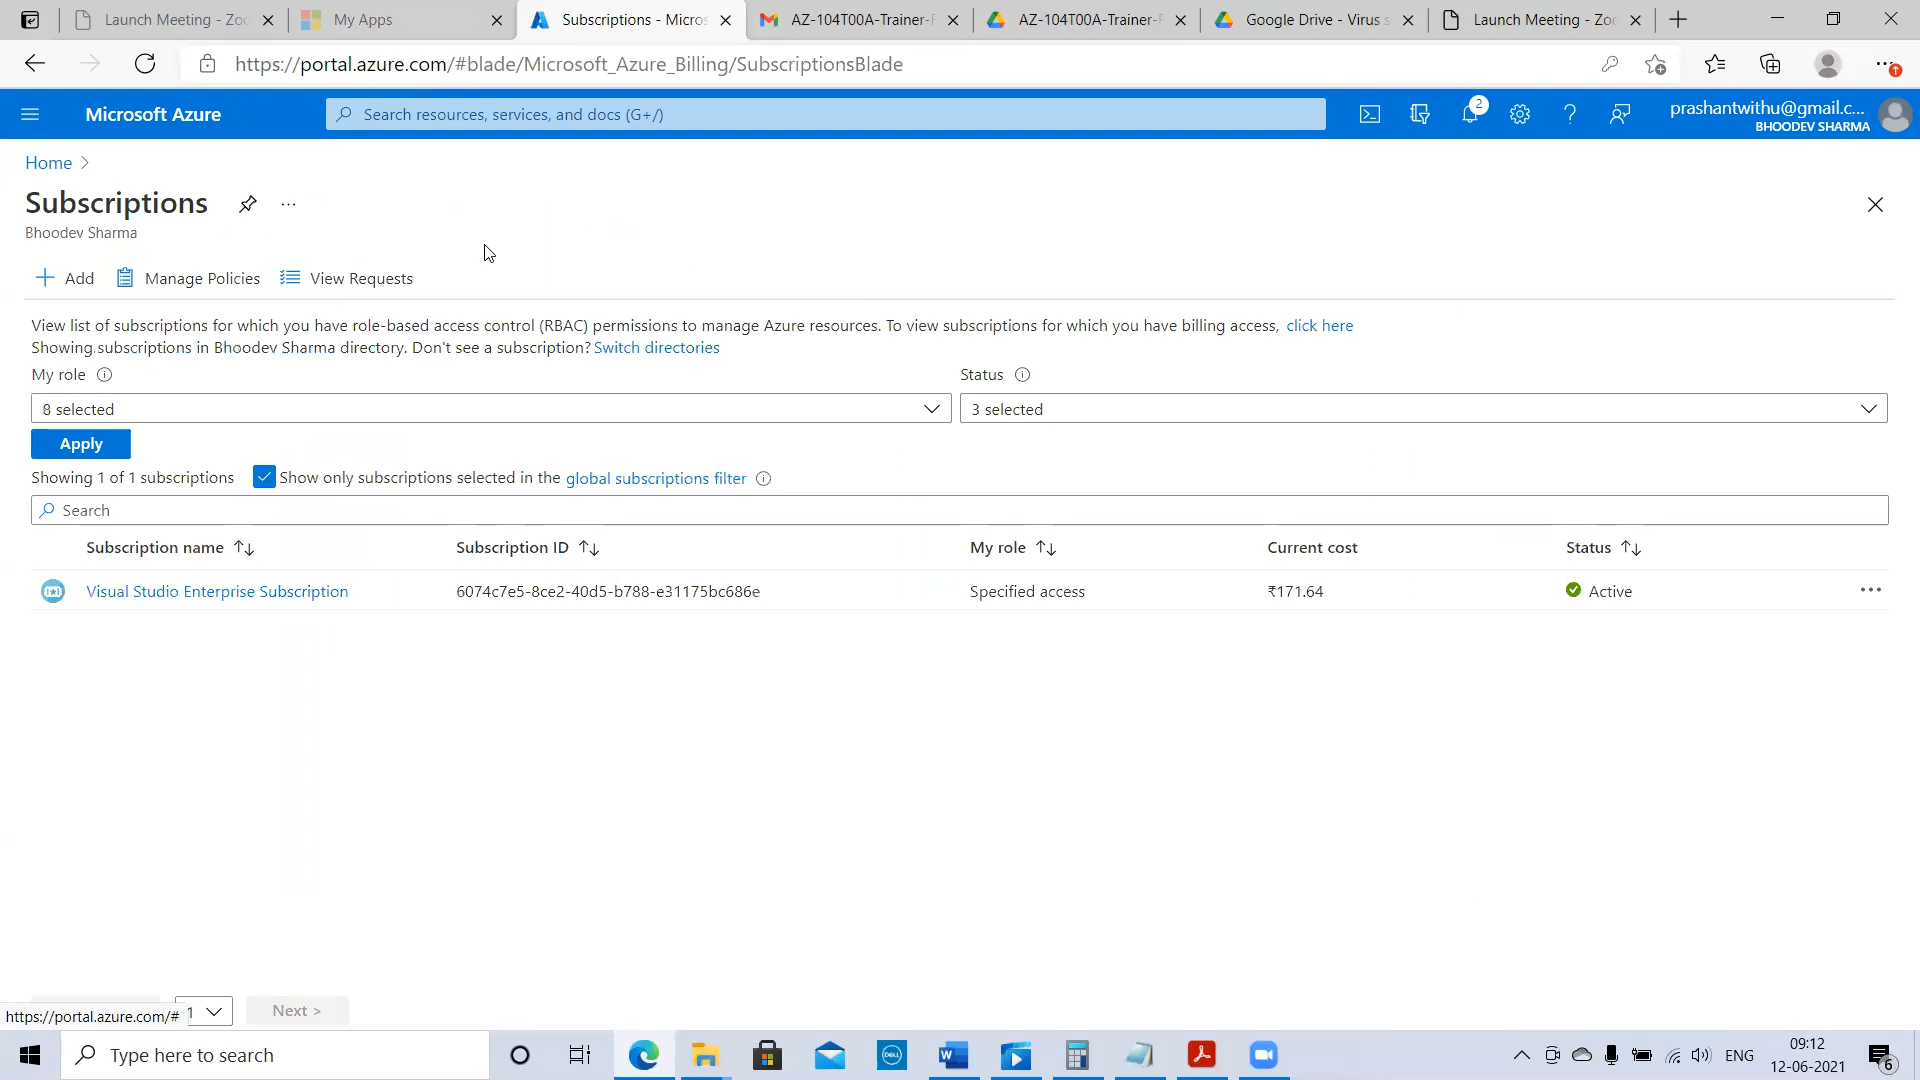 Launch Meeting - Zoo
My Apps
Subscriptions - Micros
AZ-104T00A-Trainer-
AZ-104T00A-Trainer-
Google Drive - Virus s
Launch Meeting - Zoo
https://portal.azure.com/#blade/Microsoft_Azure_Billing/SubscriptionsBlade
Microsoft Azure
Search resources, services, and docs (G+/)
2
prashantwithu@gmail.c...
BHOODEV SHARMA
Home
Subscriptions
...
Bhoodev Sharma
Add
Manage Policies
View Requests
View list of subscriptions for which you have role-based access control (RBAC) permissions to manage Azure resources. To view subscriptions for which you have billing access, click here
Showing subscriptions in Bhoodev Sharma directory. Don't see a subscription? Switch directories
My role
Status
8 selected
3 selected
Apply
Showing 1 of 1 subscriptions
Show only subscriptions selected in the global subscriptions filter
Search
Subscription name
Subscription ID
My role
Current cost
Status
Visual Studio Enterprise Subscription
6074c7e5-8ce2-40d5-b788-e31175bc686e
Specified access
₹171.64
Active
https://portal.azure.com/#
1
Next >
Type here to search
DELL
W
ENG
09:12
12-06-2021
6